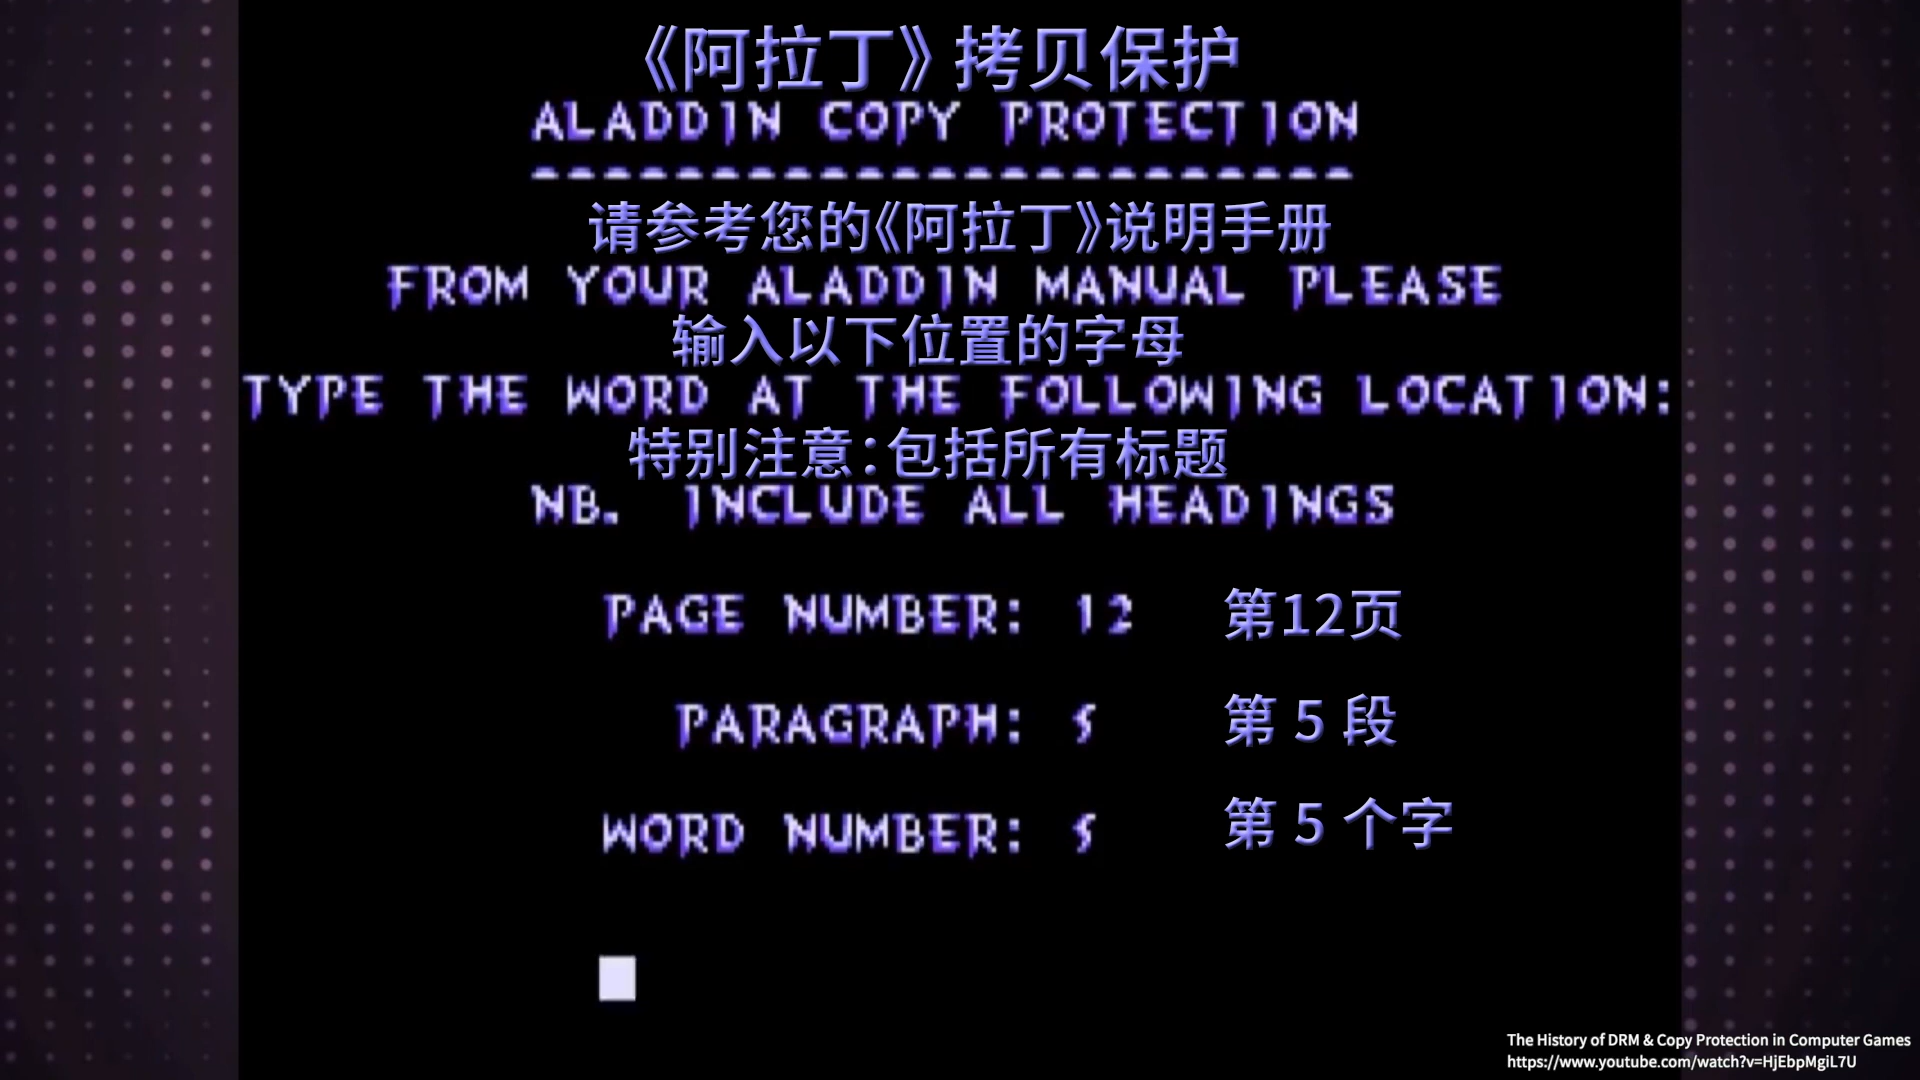 《阿拉丁》拷贝保护
ALADDIN COPY PROTECTION
-----------------------
请参考您的《阿拉丁》说明手册
FROM YOUR ALADDIN MANUAL PLEASE
输入以下位置的字母
TYPE THE WORD AT THE FOLLOWING LOCATION:
特别注意:包括所有标题
NB. INCLUDE ALL HEADINGS
PAGE NUMBER: 12 第12页
PARAGRAPH: 5 第 5 段
WORD NUMBER: 5 第 5 个字
The History of DRM & Copy Protection in Computer Games
https://www.youtube.com/watch?v=HjEbpMgiL7U